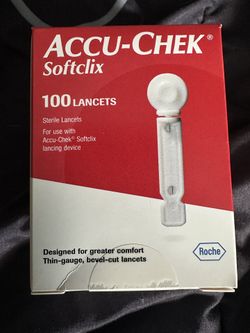 ACCU-CHEK®
Softclix
100 LANCETS
Sterile Lancets
For use with
Accu-Chek® Softclix
lancing device
Designed for greater comfort
Thin-gauge, bevel-cut lancets
Roche